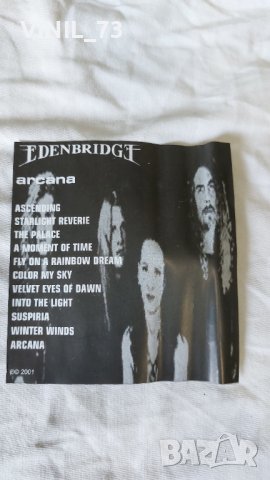 VINIL_73
EDENBRIDGE
arcana
ASCENDING
STARLIGHT REVERIE
THE PALACE
A MOMENT OF TIME
FLY ON A RAINBOW DREAM
COLOR MY SKY
VELVET EYES OF DAWN
INTO THE LIGHT
SUSPIRIA
WINTER WINDS
ARCANA
℗© 2001
BAZAR